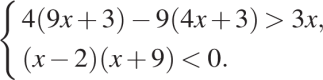 4(9x + 3) − 9(4x + 3) > 3x,
(x − 2)(x + 9) < 0.